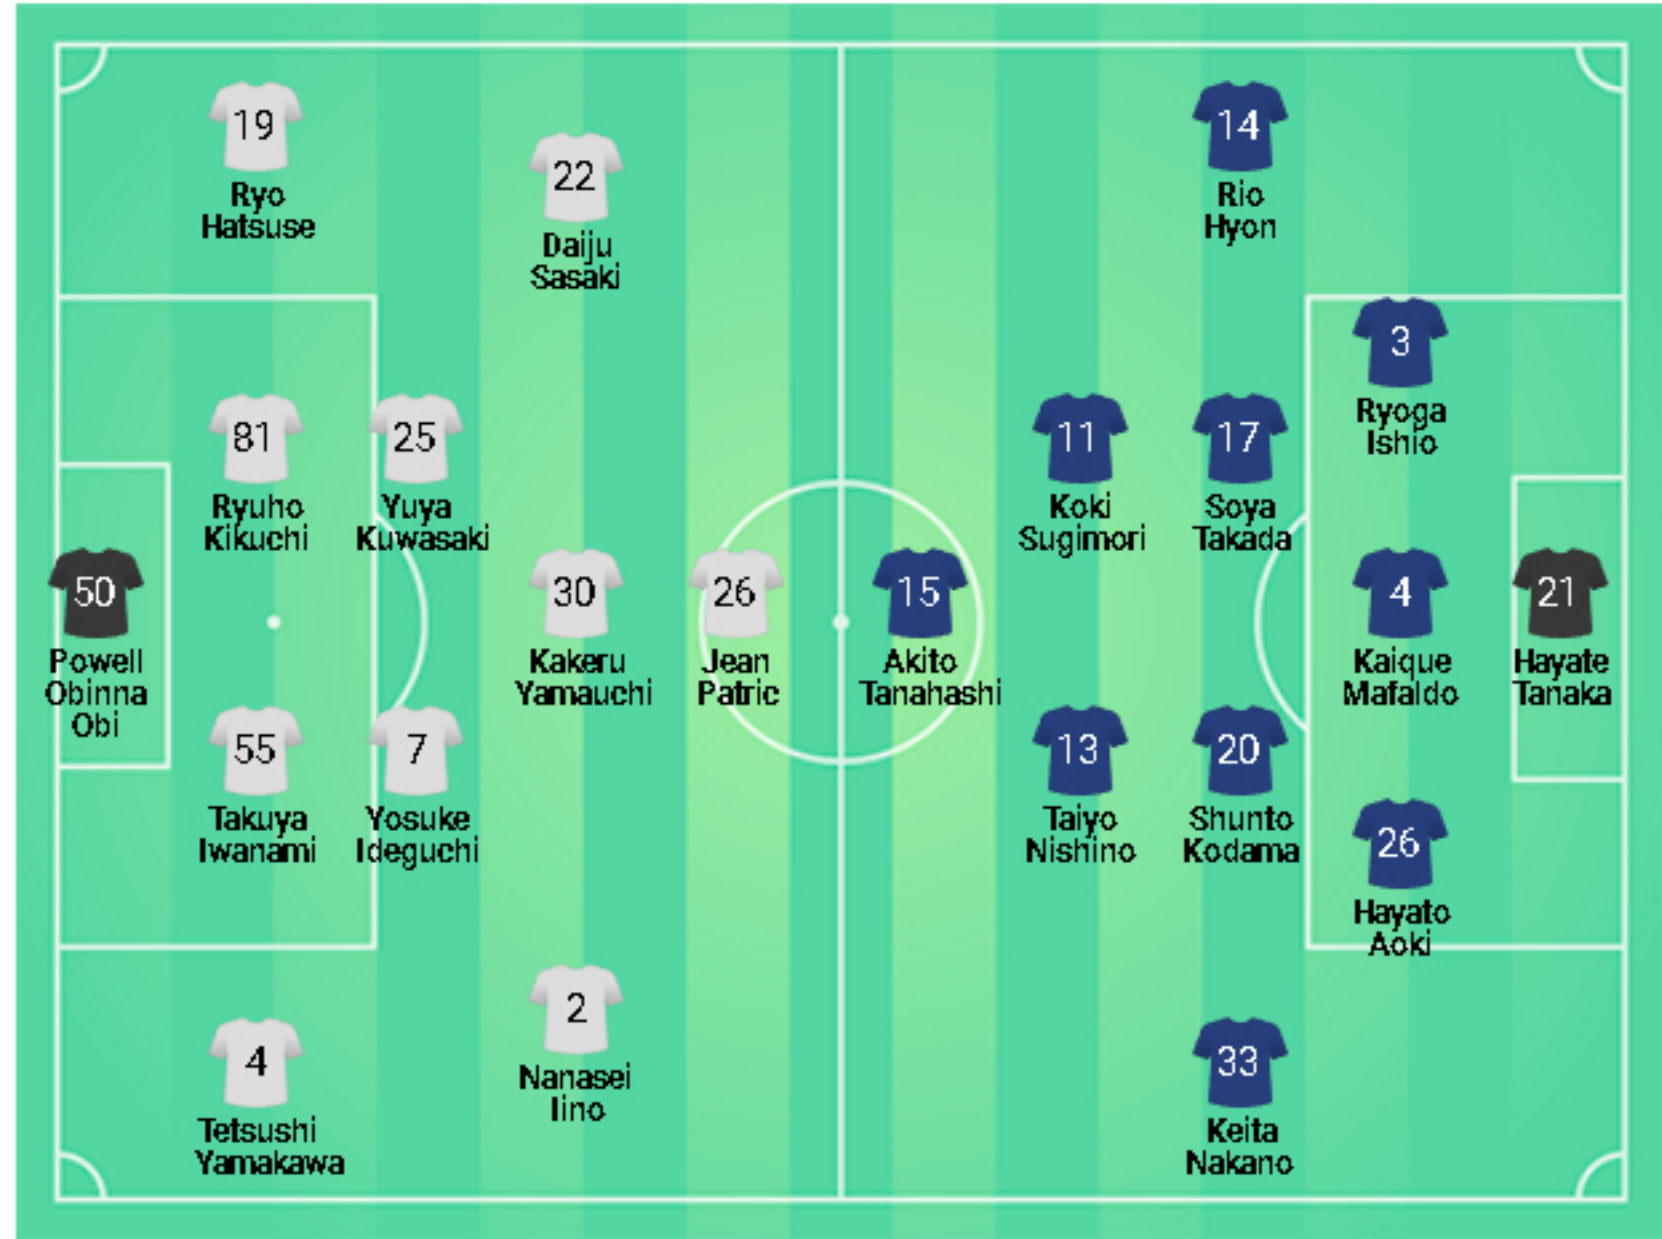 19
Ryo
Hatsuse
22
Daiju
Sasaki
81
Ryuho
Kikuchi
25
Yuya
Kuwasaki
50
Powell
Obinna
Obi
30
Kakeru
Yamauchi
26
Jean
Patric
55
Takuya
Iwanami
7
Yosuke
Ideguchi
4
Tetsushi
Yamakawa
2
Nanasei
Iino
14
Rio
Hyon
3
Ryoga
Ishio
11
Koki
Sugimori
17
Soya
Takada
15
Akito
Tanahashi
4
Kaique
Mafaldo
21
Hayate
Tanaka
13
Taiyo
Nishino
20
Shunto
Kodama
26
Hayato
Aoki
33
Keita
Nakano